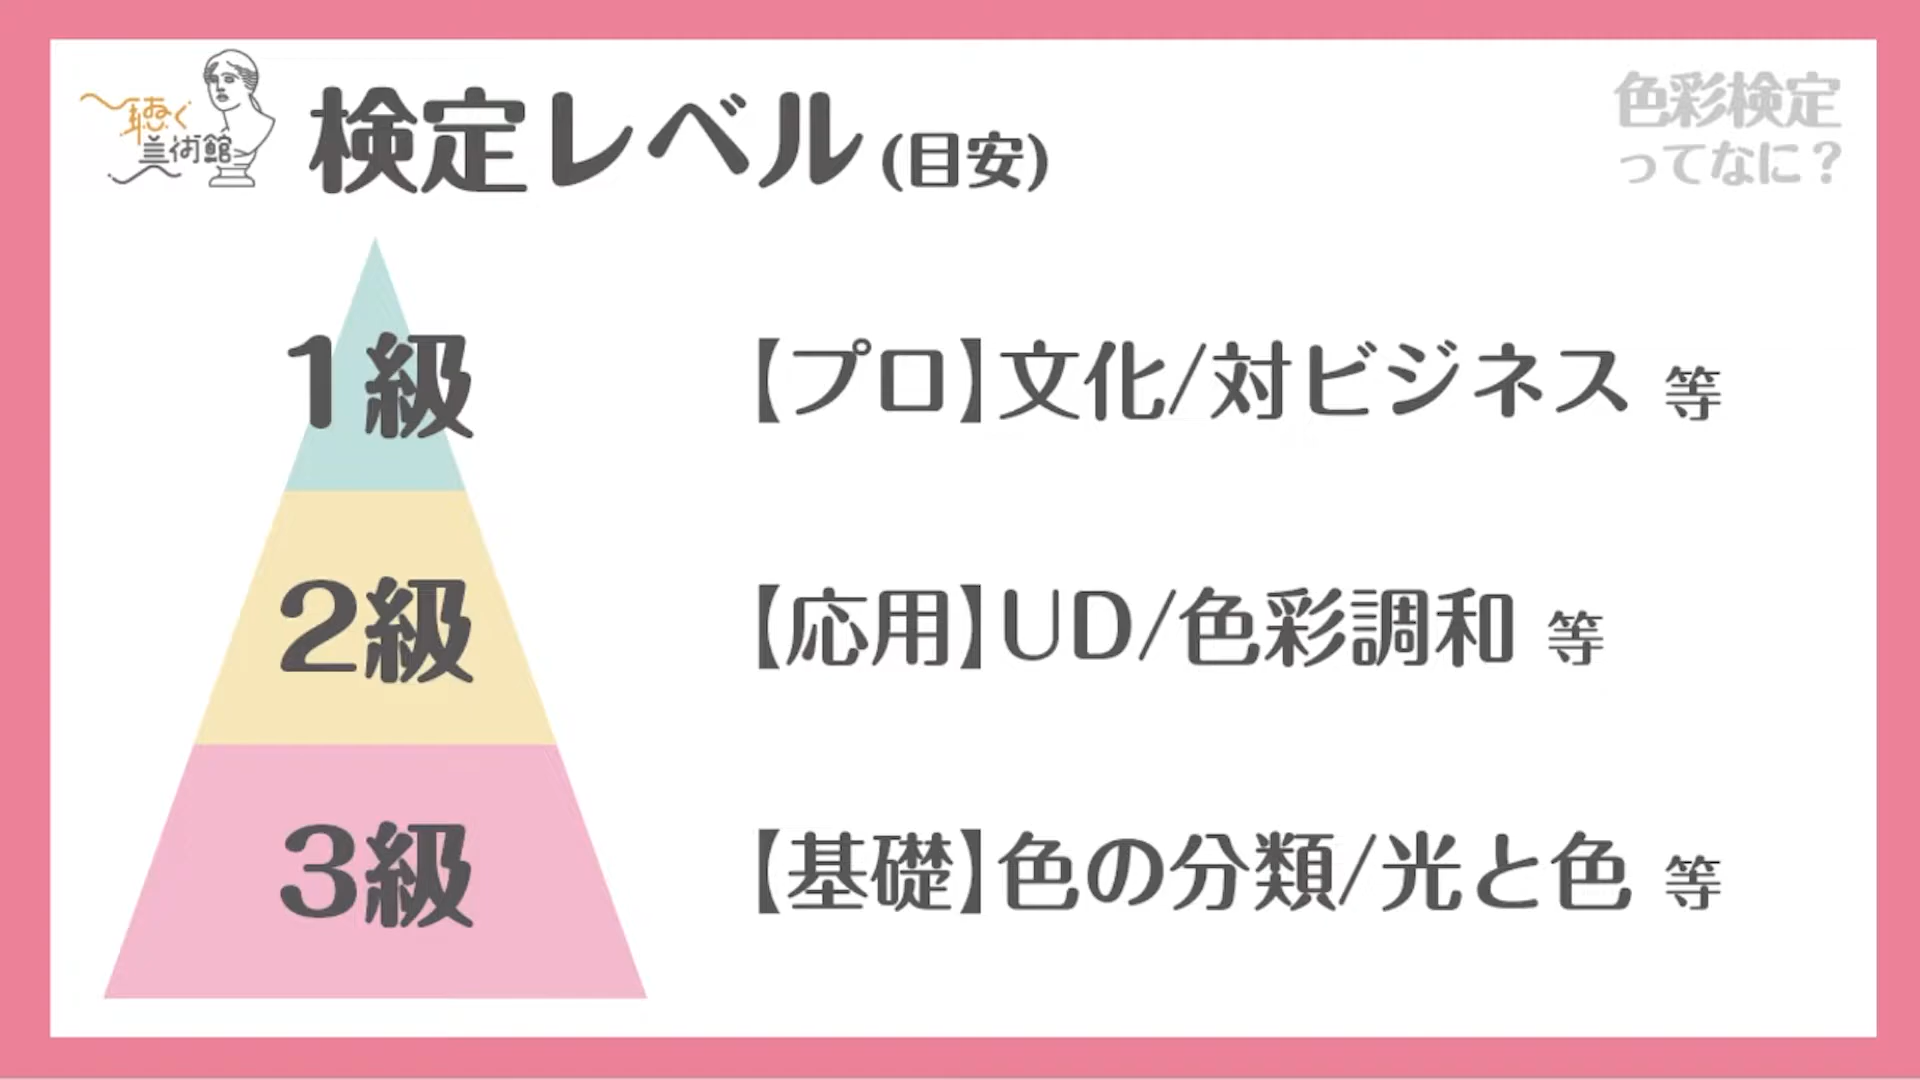 聴く
美術館
検定レベル(目安)
色彩検定
ってなに？
1級
【プロ】文化/対ビジネス 等
2級
【応用】UD/色彩調和 等
3級
【基礎】色の分類/光と色 等